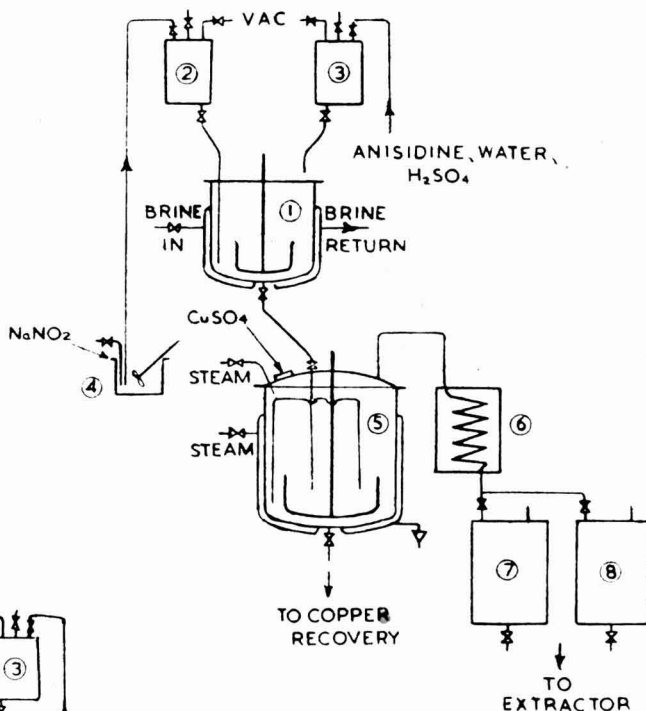 VAC
②
③
ANISIDINE, WATER,
H₂SO₄
①
BRINE
IN
BRINE
RETURN
CuSO₄
NaNO₂
④
STEAM
STEAM
⑤
⑥
⑦
⑧
TO COPPER
RECOVERY
TO
EXTRACTOR
③